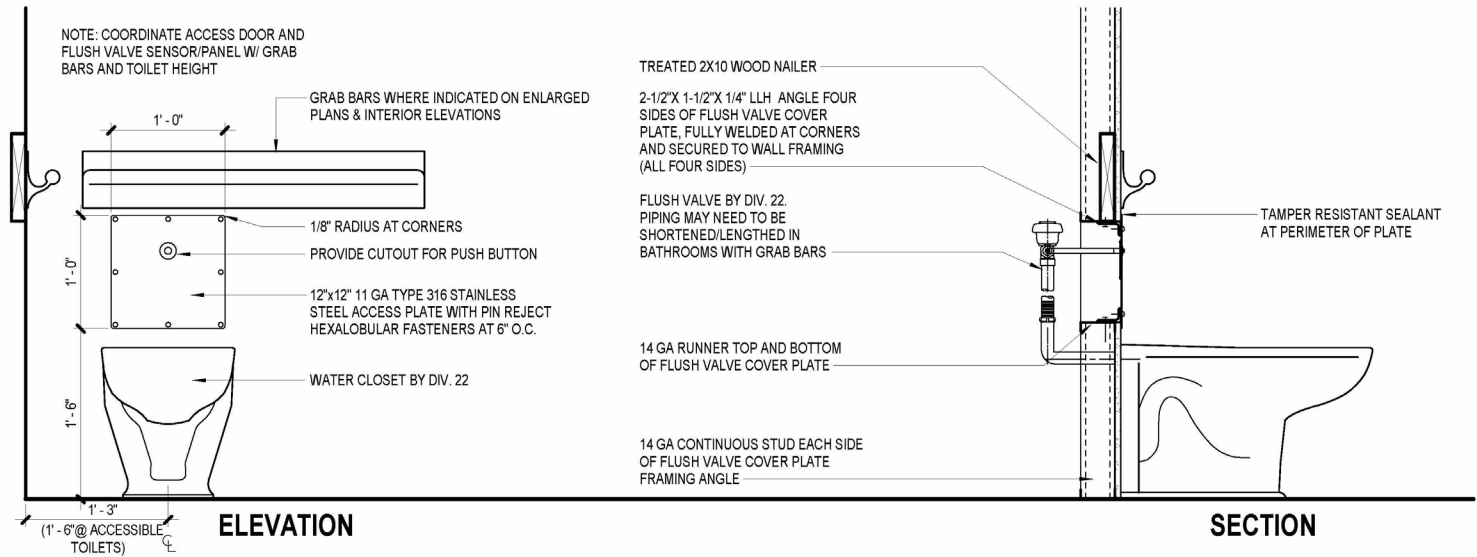 NOTE: COORDINATE ACCESS DOOR AND
FLUSH VALVE SENSOR/PANEL W/ GRAB
BARS AND TOILET HEIGHT
GRAB BARS WHERE INDICATED ON ENLARGED
PLANS & INTERIOR ELEVATIONS
1' - 0"
1/8" RADIUS AT CORNERS
PROVIDE CUTOUT FOR PUSH BUTTON
1' - 0"
12"x12" 11 GA TYPE 316 STAINLESS
STEEL ACCESS PLATE WITH PIN REJECT
HEXALOBULAR FASTENERS AT 6" O.C.
WATER CLOSET BY DIV. 22
1' - 6"
1' - 3"
(1' - 6"@ ACCESSIBLE
TOILETS)
CL
ELEVATION
TREATED 2X10 WOOD NAILER
2-1/2"X 1-1/2"X 1/4" LLH ANGLE FOUR
SIDES OF FLUSH VALVE COVER
PLATE, FULLY WELDED AT CORNERS
AND SECURED TO WALL FRAMING
(ALL FOUR SIDES)
FLUSH VALVE BY DIV. 22.
PIPING MAY NEED TO BE
SHORTENED/LENGTHED IN
BATHROOMS WITH GRAB BARS
14 GA RUNNER TOP AND BOTTOM
OF FLUSH VALVE COVER PLATE
14 GA CONTINUOUS STUD EACH SIDE
OF FLUSH VALVE COVER PLATE
FRAMING ANGLE
TAMPER RESISTANT SEALANT
AT PERIMETER OF PLATE
SECTION